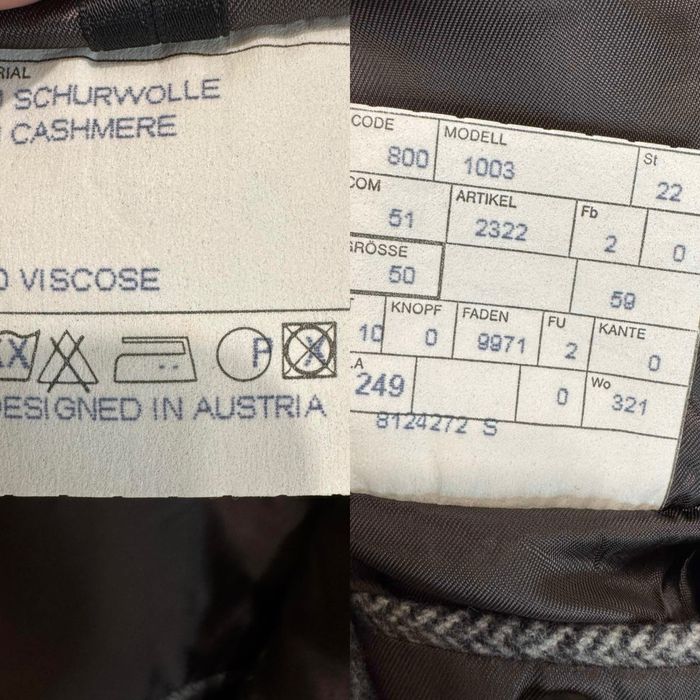 SCHURWOLLE
CASHMERE
VISCOSE
P X
DESIGNED IN AUSTRIA
CODE MODELL St
800 1003 22
COM ARTIKEL Fb
51 2322 2 0
GRÖSSE
50 59
KNOPF FADEN FU KANTE
10 0 9971 2 0
249 0 Wo 321
8124272 S